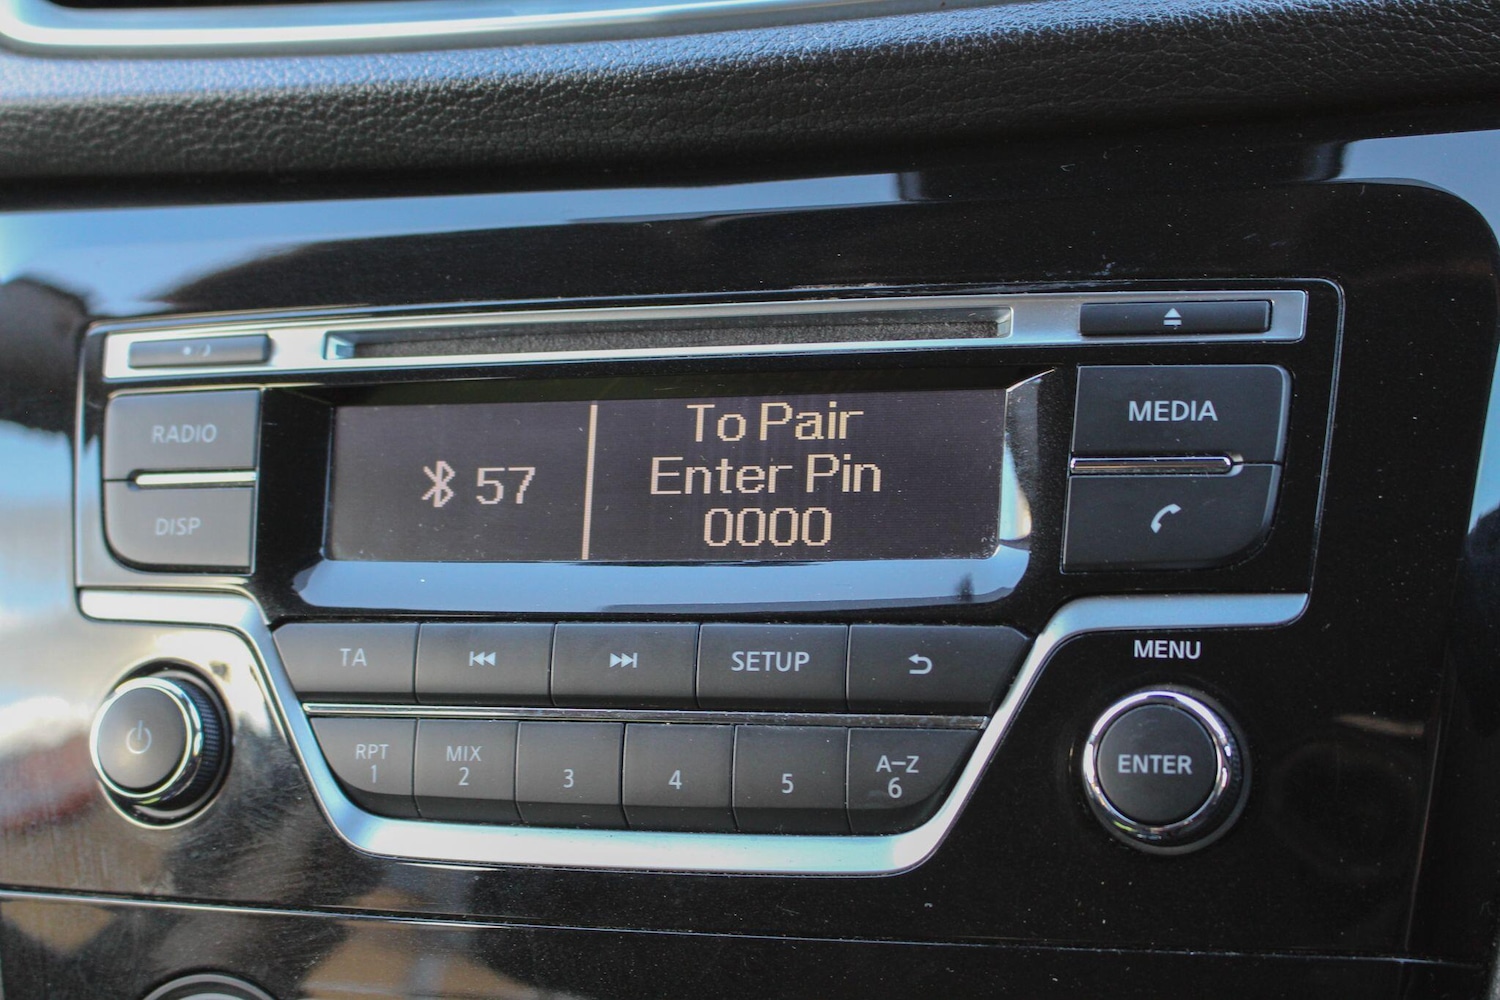 RADIO
DISP
57
To Pair
Enter Pin
0000
MEDIA
TA
SETUP
MENU
RPT
1
MIX
2
3
4
5
A–Z
6
ENTER